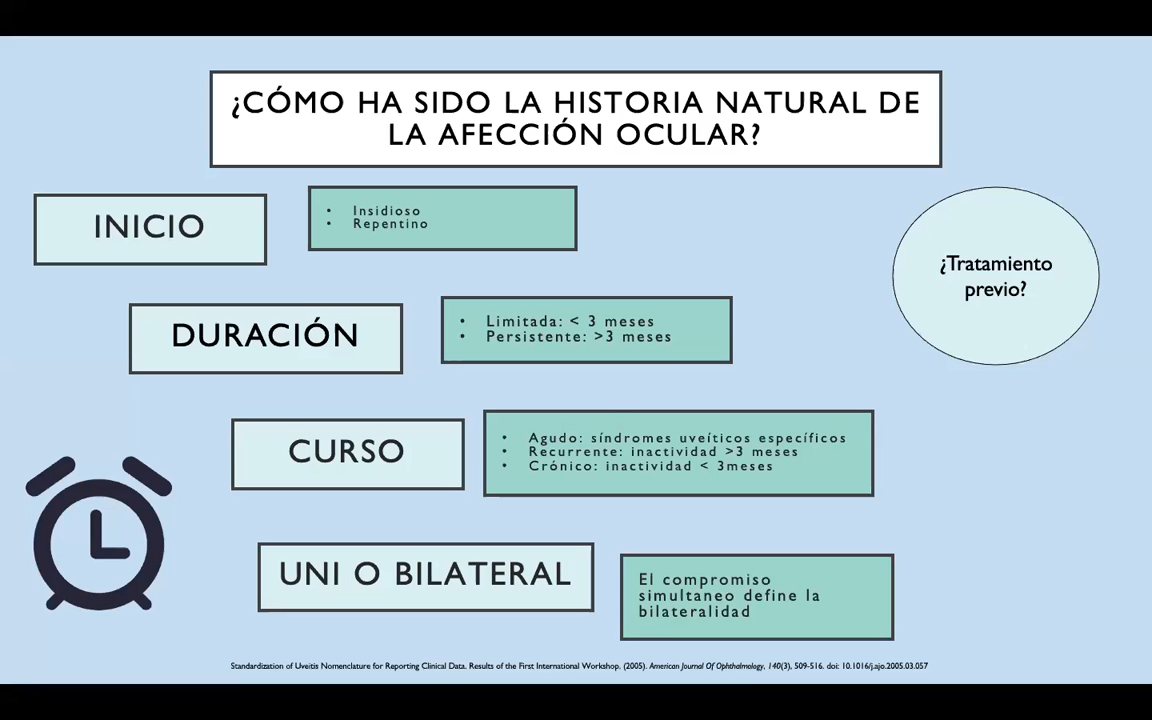 ¿CÓMO HA SIDO LA HISTORIA NATURAL DE
LA AFECCIÓN OCULAR?
INICIO
• Insidioso
• Repentino
¿Tratamiento
previo?
DURACIÓN
• Limitada: < 3 meses
• Persistente: >3 meses
CURSO
• Agudo: síndromes uveíticos específicos
• Recurrente: inactividad >3 meses
• Crónico: inactividad < 3meses
UNI O BILATERAL
El compromiso
simultaneo define la
bilateralidad
Standardization of Uveitis Nomenclature for Reporting Clinical Data. Results of the First International Workshop. (2005). American Journal Of Ophthalmology, 140(3), 509-516. doi: 10.1016/j.ajo.2005.03.057